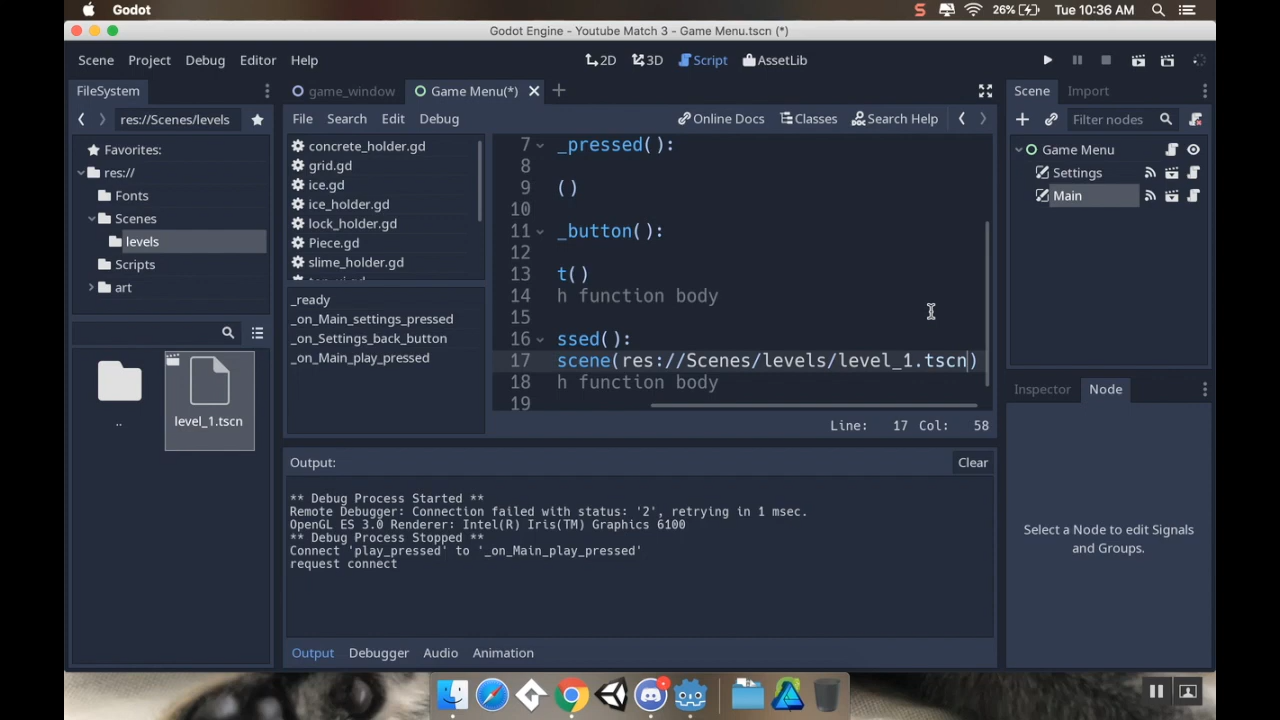 Godot
26%
Tue 10:36 AM
Godot Engine - Youtube Match 3 - Game Menu.tscn (*)
Scene Project Debug Editor Help
2D 3D Script AssetLib
FileSystem
game_window
Game Menu(*)
Scene Import
res://Scenes/levels
File Search Edit Debug
Online Docs Classes Search Help
Filter nodes
Favorites:
res://
Fonts
Scenes
levels
Scripts
art
concrete_holder.gd
grid.gd
ice.gd
ice_holder.gd
lock_holder.gd
Piece.gd
slime_holder.gd
_ready
_on_Main_settings_pressed
_on_Settings_back_button
_on_Main_play_pressed
7 _pressed():
8
9 ()
10
11 _button():
12
13 t()
14 h function body
15
16 ssed():
17 scene(res://Scenes/levels/level_1.tscn)
18 h function body
19
Line: 17 Col: 58
Game Menu
Settings
Main
Inspector Node
Select a Node to edit Signals
and Groups.
..
level_1.tscn
Output:
Clear
** Debug Process Started **
Remote Debugger: Connection failed with status: '2', retrying in 1 msec.
OpenGL ES 3.0 Renderer: Intel(R) Iris(TM) Graphics 6100
** Debug Process Stopped **
Connect 'play_pressed' to '_on_Main_play_pressed'
request connect
Output Debugger Audio Animation